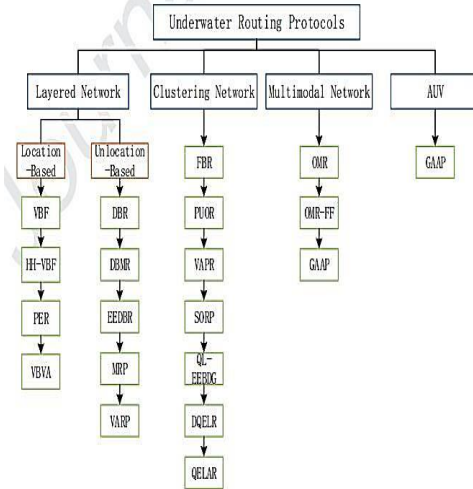 Underwater Routing Protocols
Layered Network
Clustering Network
Multimodal Network
AUV
Location
-Based
Unlocation
-Based
FBR
OMR
GAAP
VBF
DBR
PUOR
OMR-FF
HH-VBF
DBMR
VAPR
GAAP
PER
EEDBR
SORP
VBVA
MRP
QL-
EEBDG
VARP
DQELR
QELAR